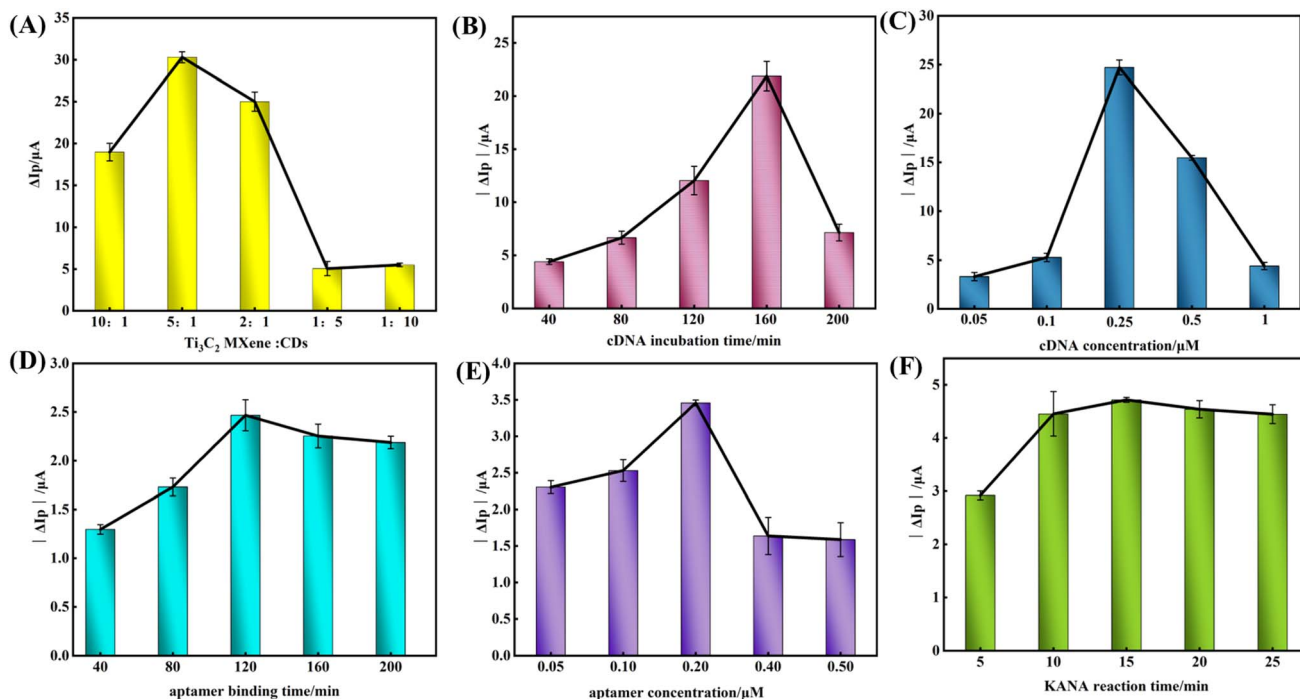 (A)
ΔIp/μA
35
30
25
20
15
10
5
0
10：1 5：1 2：1 1：5 1：10
Ti₃C₂ MXene :CDs
(B)
| ΔIp | /μA
25
20
15
10
5
0
40 80 120 160 200
cDNA incubation time/min
(C)
| ΔIp | /μA
30
25
20
15
10
5
0
0.05 0.1 0.25 0.5 1
cDNA concentration/μM
(D)
| ΔIp | /μA
3.0
2.5
2.0
1.5
1.0
0.5
0.0
40 80 120 160 200
aptamer binding time/min
(E)
| ΔIp | /μA
4.0
3.5
3.0
2.5
2.0
1.5
1.0
0.5
0.0
0.05 0.10 0.20 0.40 0.50
aptamer concentration/μM
(F)
| ΔIp | /μA
5
4
3
2
1
0
5 10 15 20 25
KANA reaction time/min